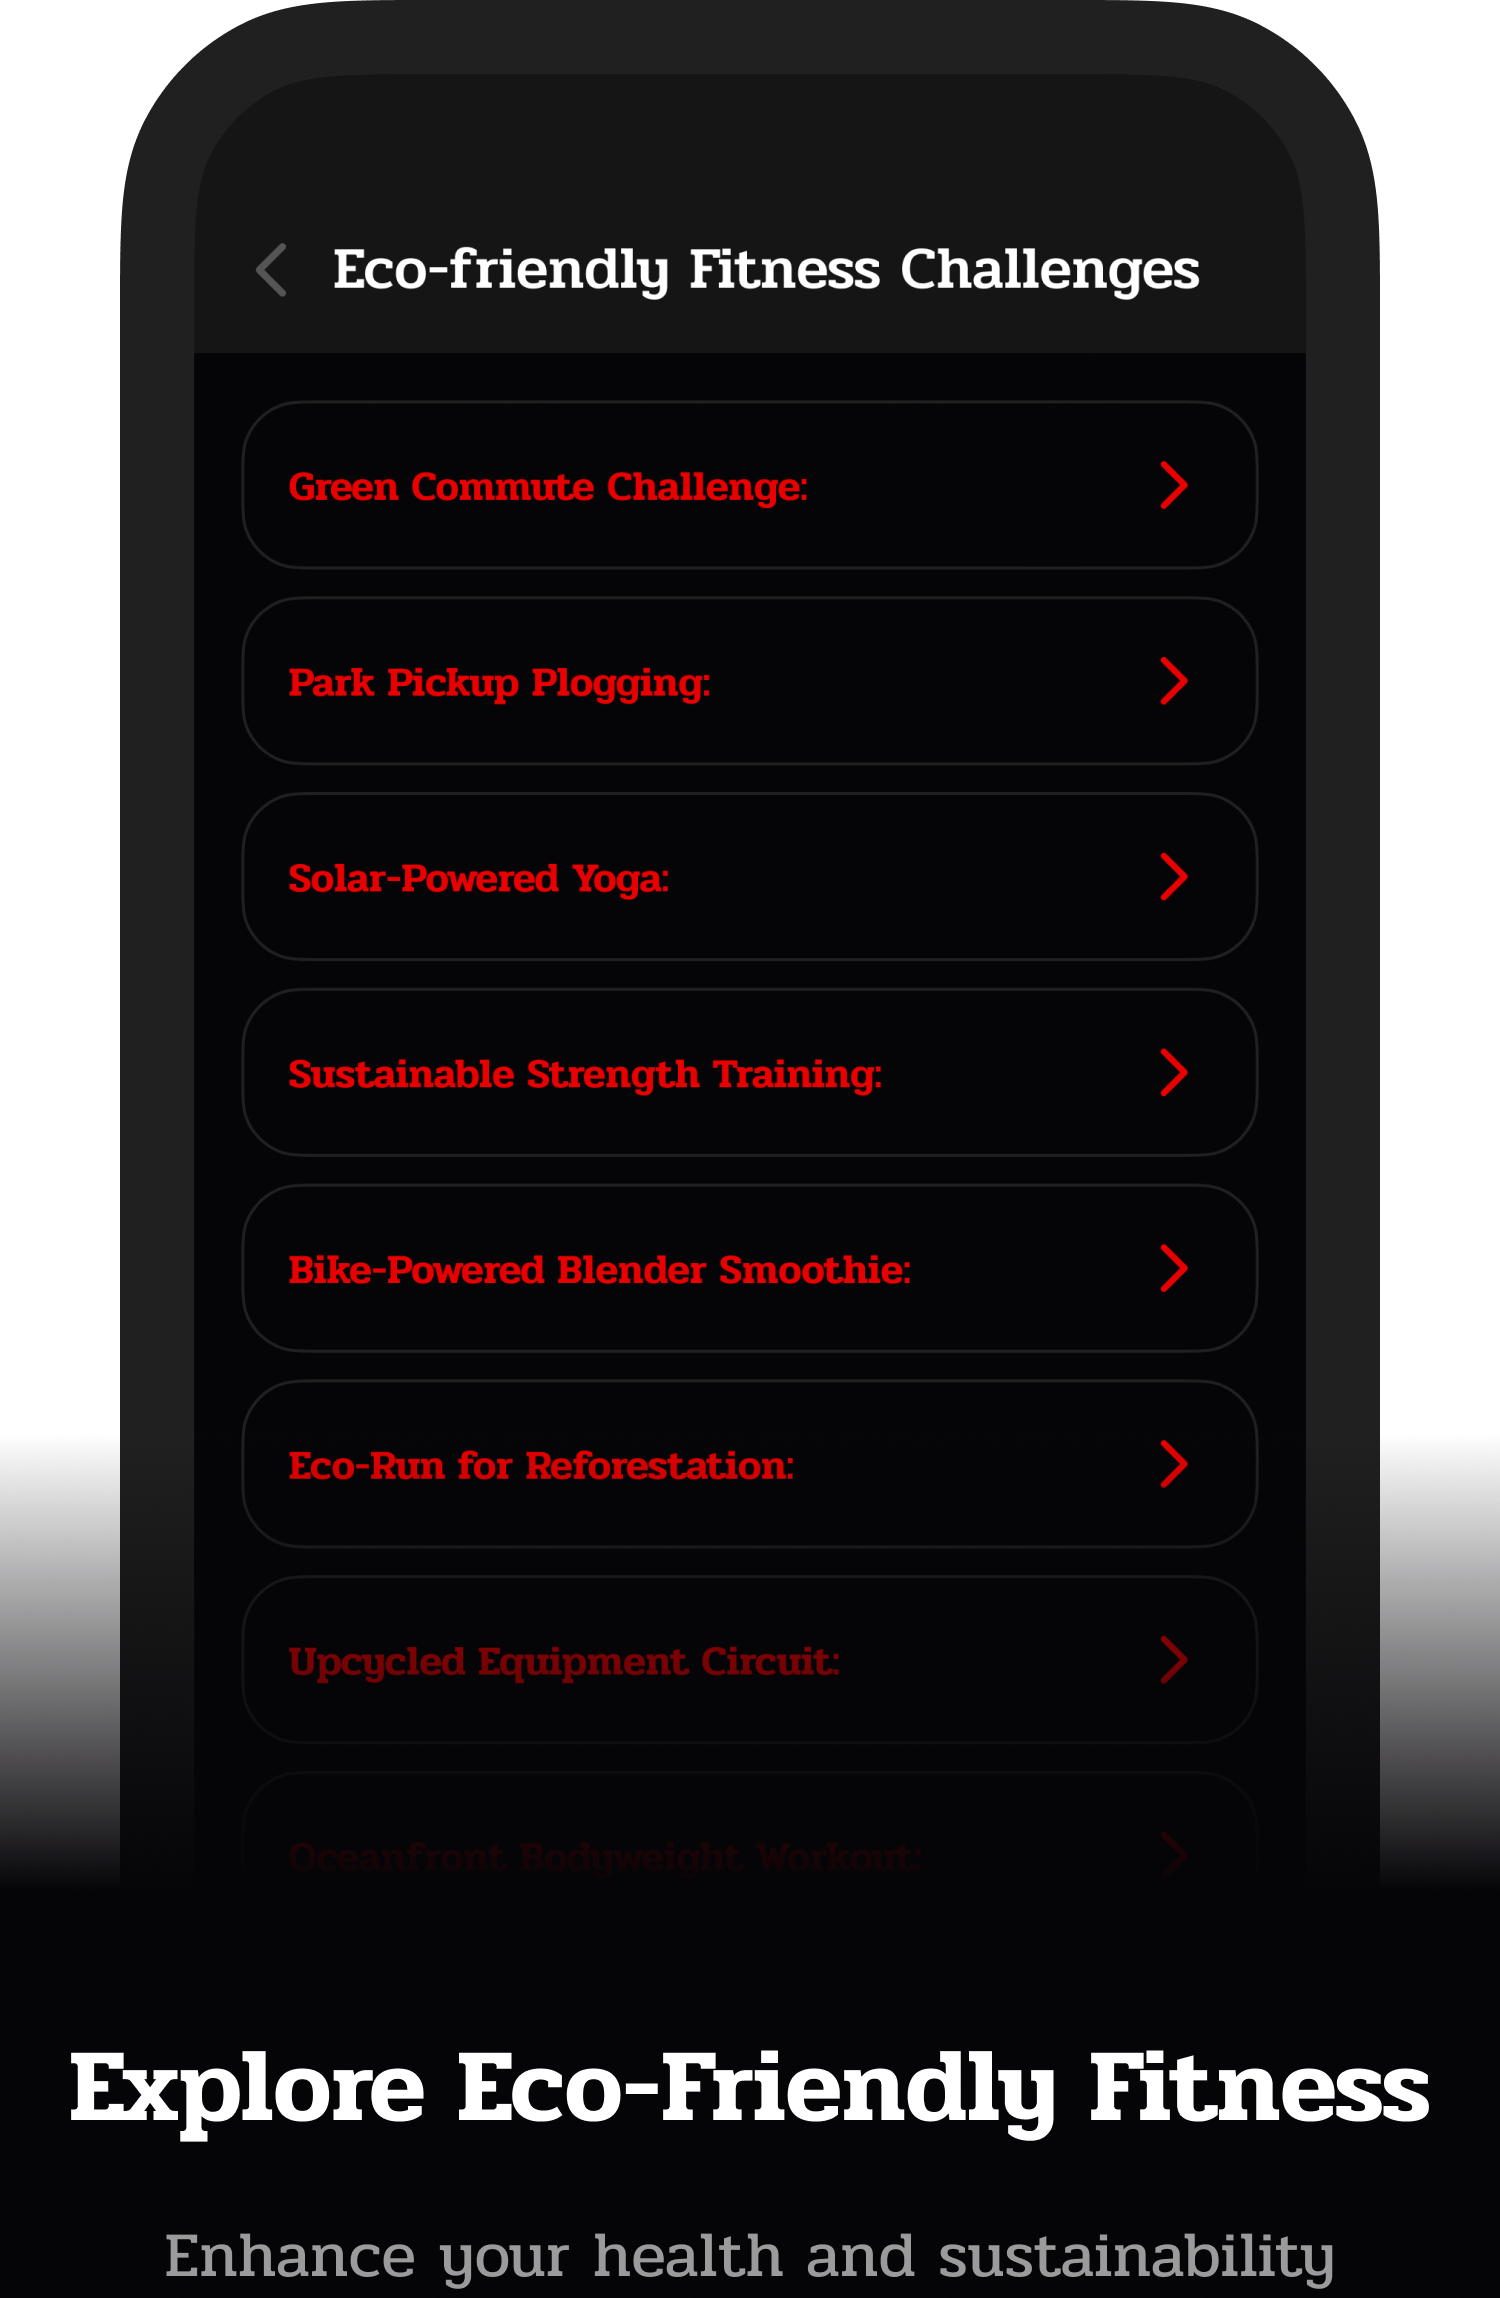 Eco-friendly Fitness Challenges
Green Commute Challenge:
Park Pickup Plogging:
Solar-Powered Yoga:
Sustainable Strength Training:
Bike-Powered Blender Smoothie:
Eco-Run for Reforestation:
Upcycled Equipment Circuit:
Oceanfront Bodyweight Workout:
Explore Eco-Friendly Fitness
Enhance your health and sustainability